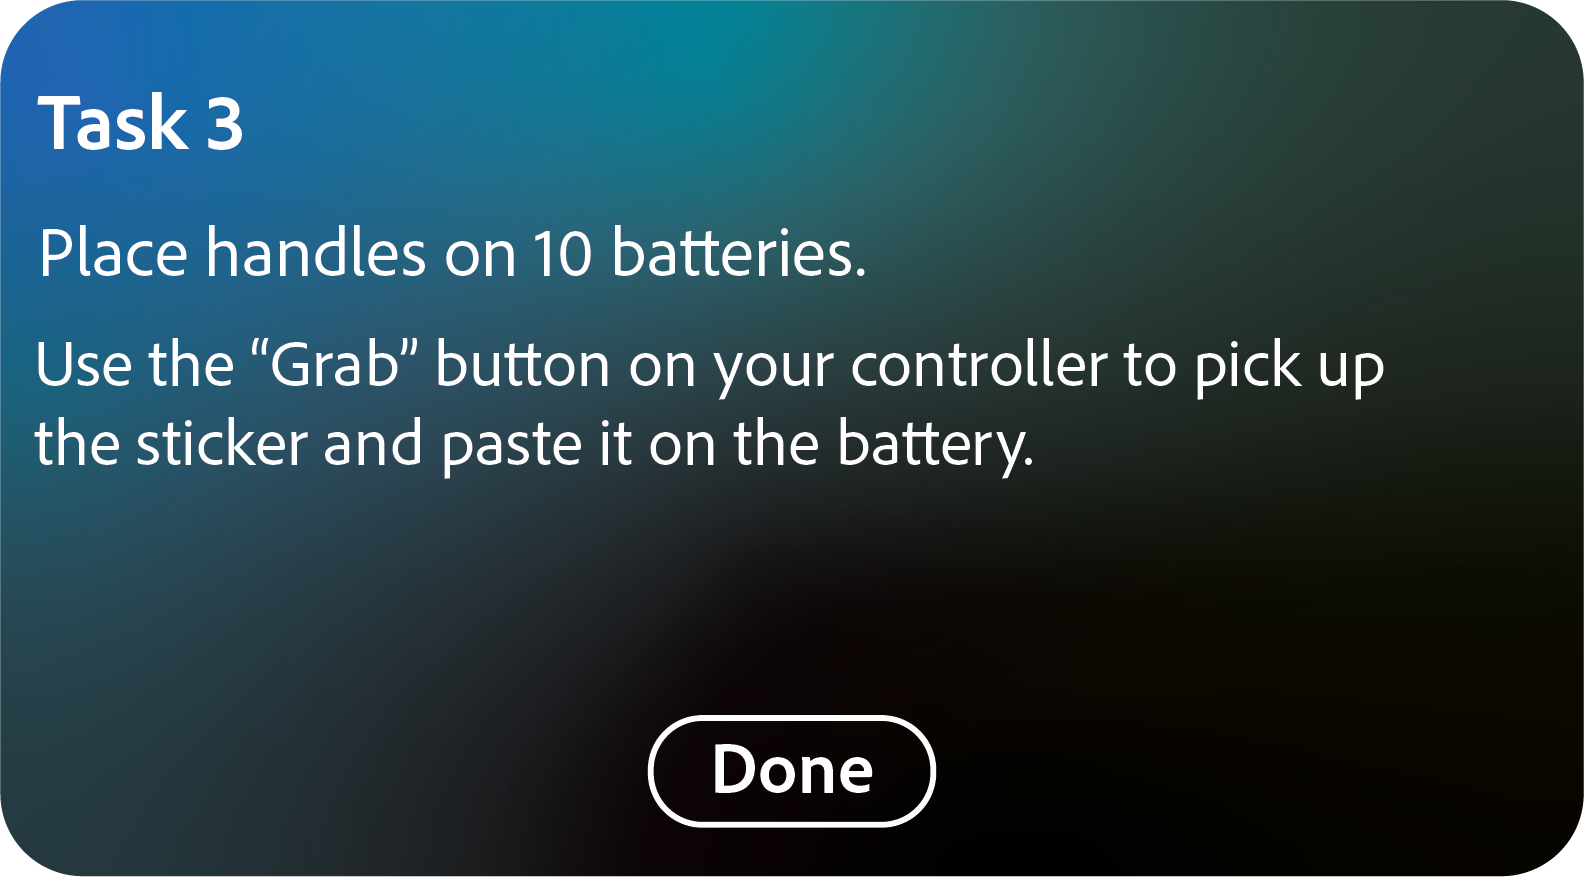 Task 3
Place handles on 10 batteries.
Use the “Grab” button on your controller to pick up
the sticker and paste it on the battery.
Done